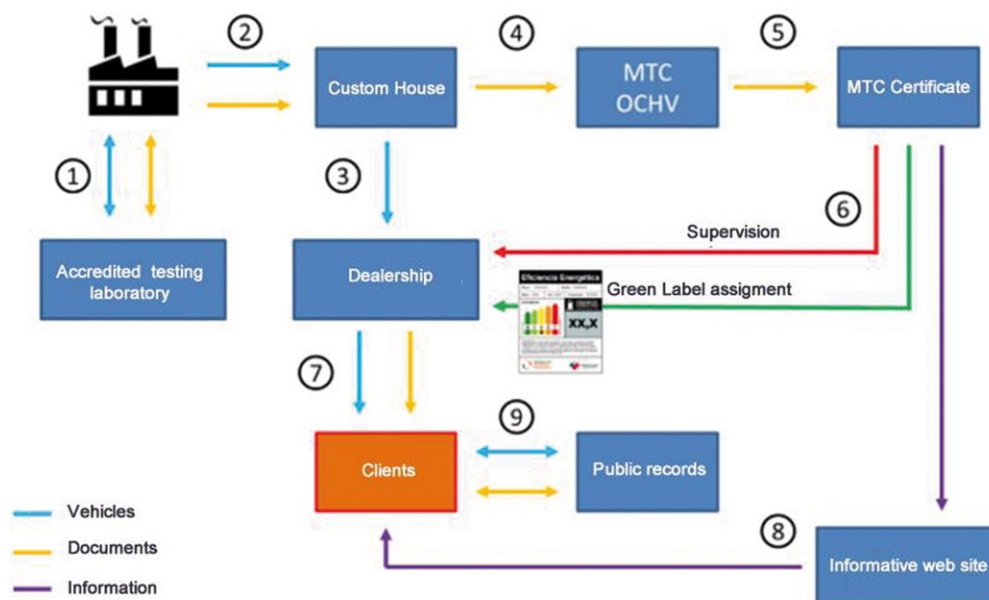 2
4
5
Custom House
MTC
OCHV
MTC Certificate
1
3
6
Supervision
Accredited testing
laboratory
Dealership
Eficiencia Energética
Green Label assigment
XX,X
7
9
Clients
Public records
Vehicles
Documents
Information
8
Informative web site